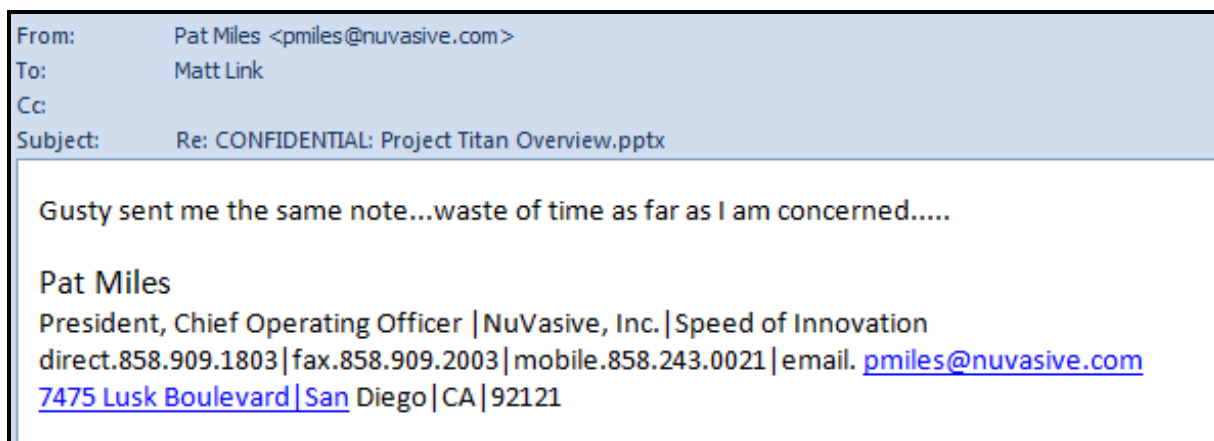 From: Pat Miles <pmiles@nuvasive.com>
To: Matt Link
Cc:
Subject: Re: CONFIDENTIAL: Project Titan Overview.pptx
Gusty sent me the same note...waste of time as far as I am concerned.....
Pat Miles
President, Chief Operating Officer |NuVasive, Inc.|Speed of Innovation
direct.858.909.1803|fax.858.909.2003|mobile.858.243.0021|email. pmiles@nuvasive.com
7475 Lusk Boulevard|San Diego|CA|92121